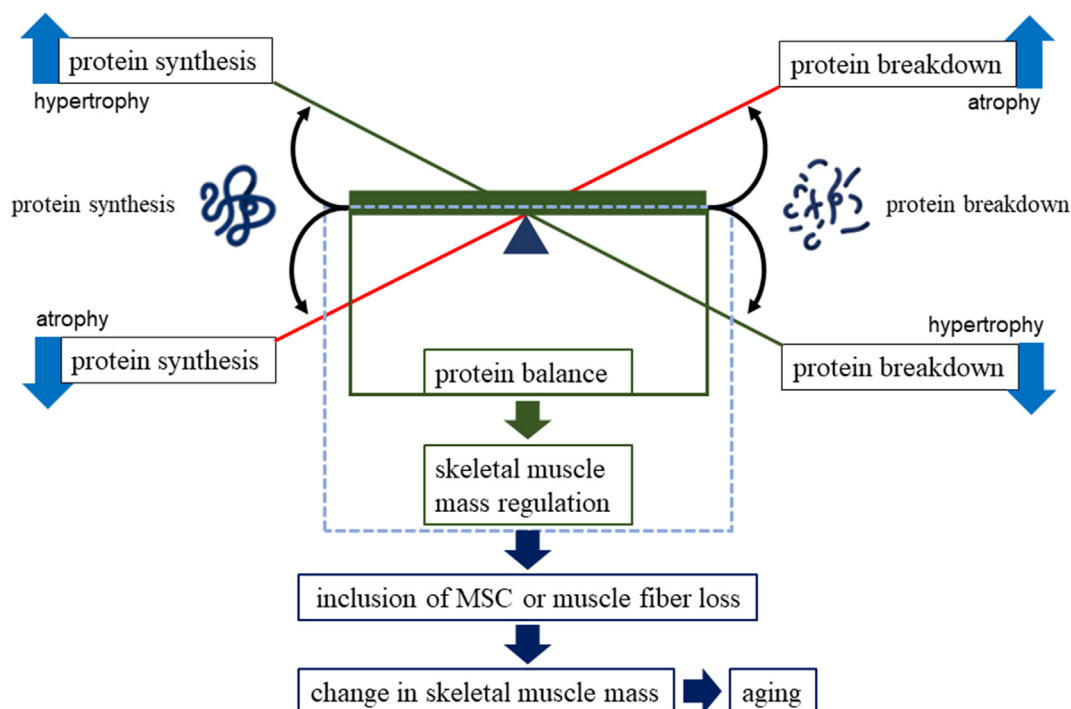 protein synthesis
hypertrophy
protein breakdown
atrophy
protein synthesis
protein breakdown
atrophy
protein synthesis
hypertrophy
protein breakdown
protein balance
skeletal muscle
mass regulation
inclusion of MSC or muscle fiber loss
change in skeletal muscle mass
aging